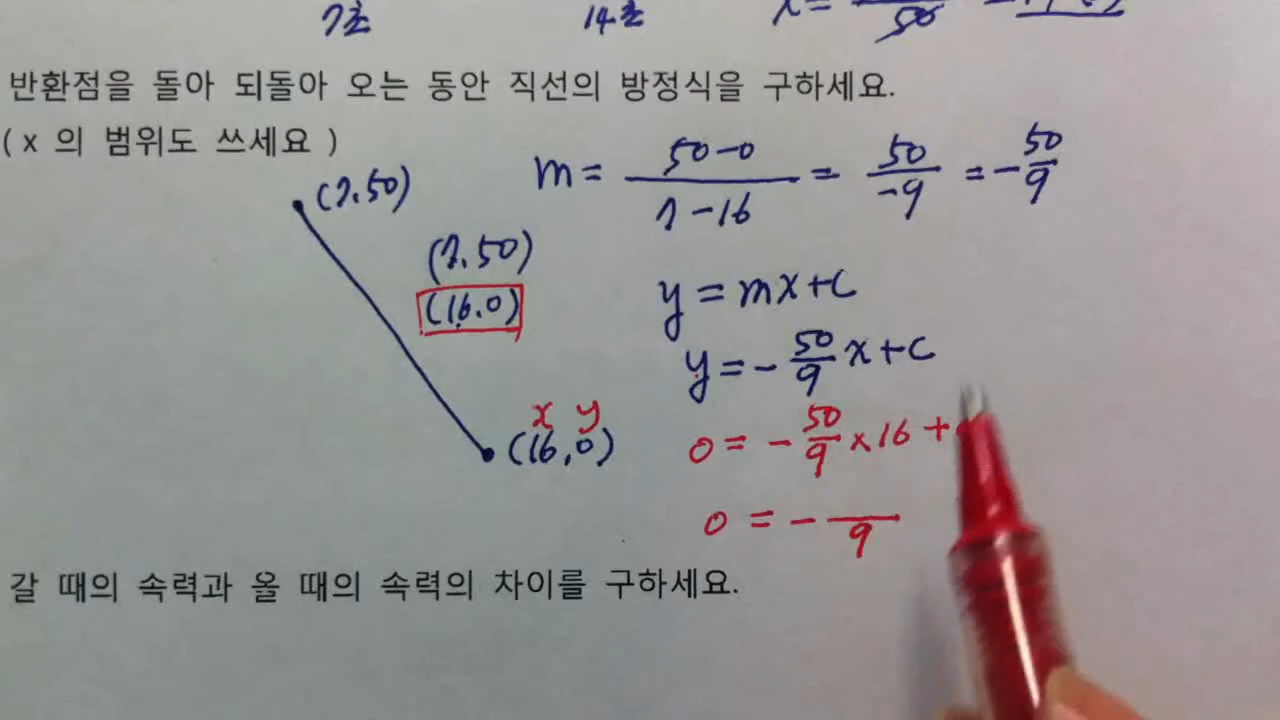 7초 14초
반환점을 돌아 되돌아 오는 동안 직선의 방정식을 구하세요.
( x 의 범위도 쓰세요 )
(7.50)
m = 50-0 / 7-16 = 50 / -9 = - 50 / 9
(7.50)
(16.0)
y = mx+c
y = - 50/9 x + c
x y
(16,0)
0 = - 50/9 × 16 +
0 = - /9
갈 때의 속력과 올 때의 속력의 차이를 구하세요.